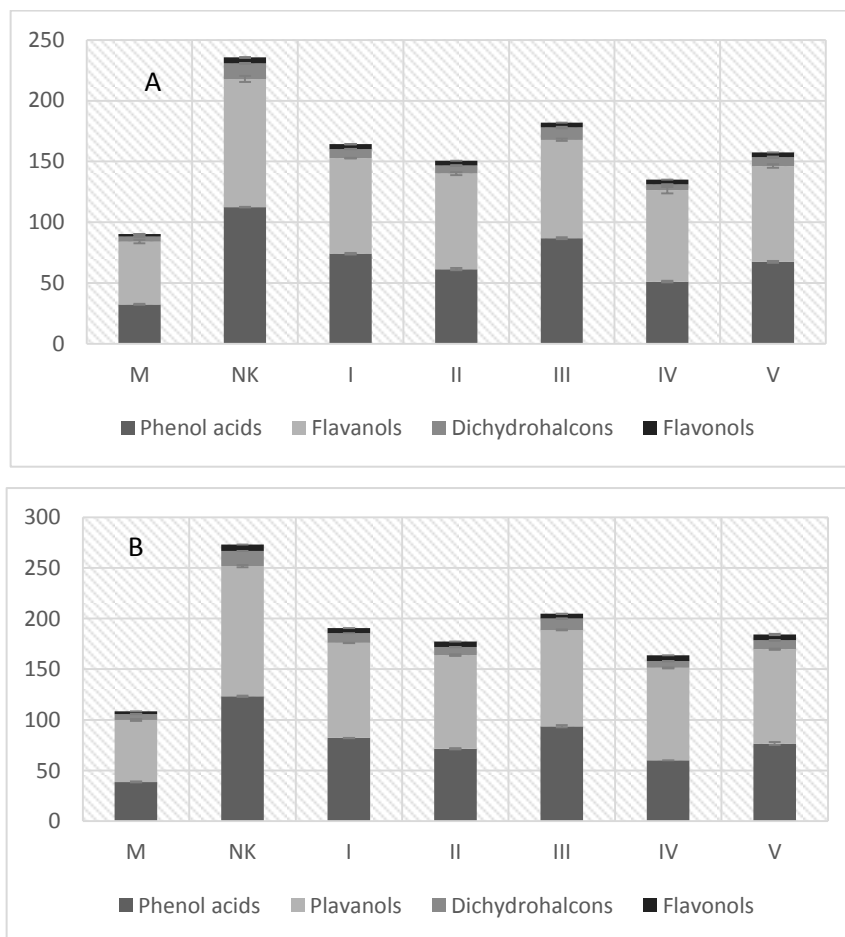 250
A
200
150
100
50
0
M NK I II III IV V
Phenol acids Flavanols Dichydrohalcons Flavonols
300
B
250
200
150
100
50
0
M NK I II III IV V
Phenol acids Plavanols Dichydrohalcons Flavonols